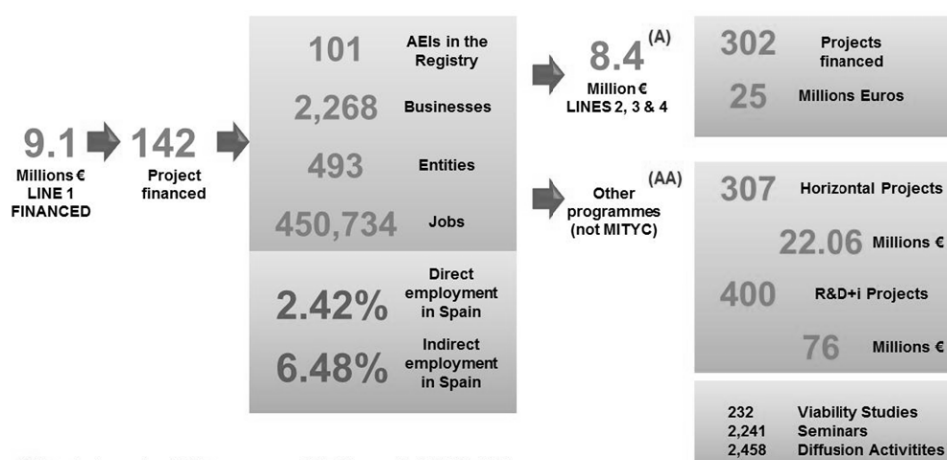 9.1
Millions €
LINE 1
FINANCED
142
Project
financed
101
AEIs in the
Registry
2,268
Businesses
493
Entities
450,734
Jobs
2.42%
Direct
employment
in Spain
6.48%
Indirect
employment
in Spain
8.4 (A)
Million €
LINES 2, 3 & 4
302
Projects
financed
25
Millions Euros
Other (AA)
programmes
(not MITYC)
307
Horizontal Projects
22.06 Millions €
400
R&D+i Projects
76 Millions €
232 Viability Studies
2,241 Seminars
2,458 Diffusion Activitites